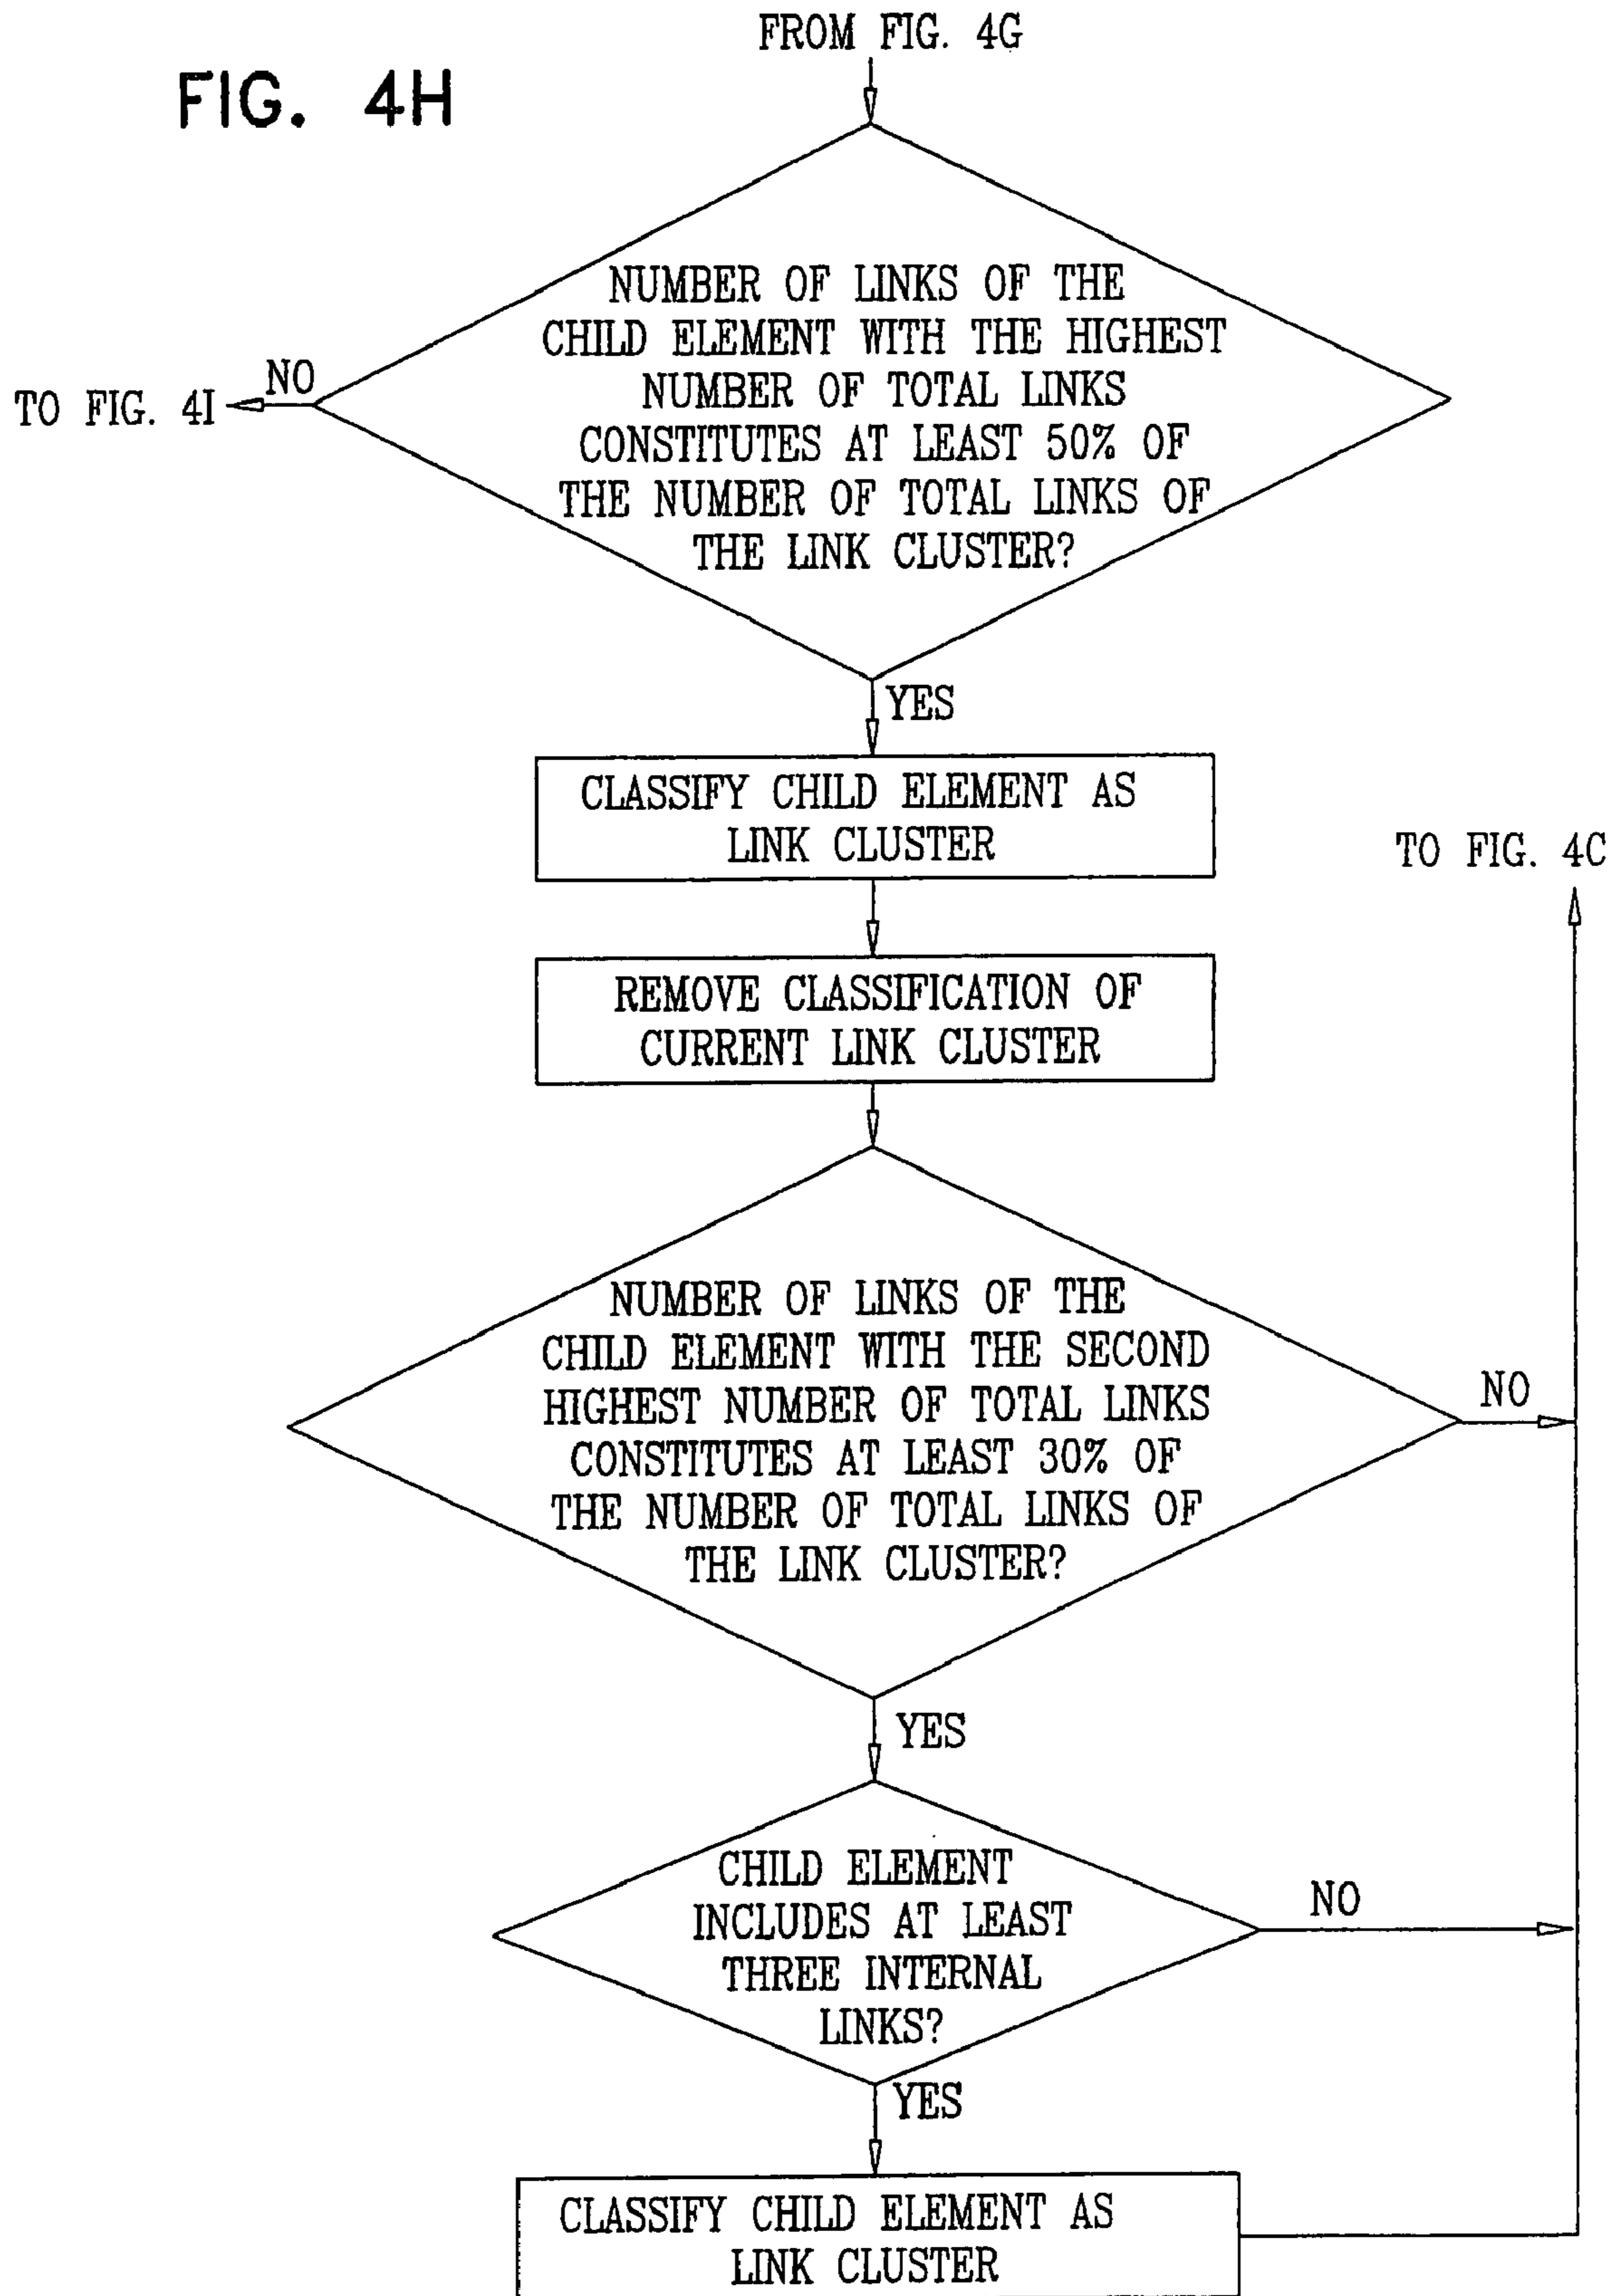 FROM FIG. 4G
FIG. 4H
NUMBER OF LINKS OF THE
CHILD ELEMENT WITH THE HIGHEST
NUMBER OF TOTAL LINKS
CONSTITUTES AT LEAST 50% OF
THE NUMBER OF TOTAL LINKS OF
THE LINK CLUSTER?
NO
TO FIG. 4I
YES
CLASSIFY CHILD ELEMENT AS
LINK CLUSTER
TO FIG. 4C
REMOVE CLASSIFICATION OF
CURRENT LINK CLUSTER
NUMBER OF LINKS OF THE
CHILD ELEMENT WITH THE SECOND
HIGHEST NUMBER OF TOTAL LINKS
CONSTITUTES AT LEAST 30% OF
THE NUMBER OF TOTAL LINKS OF
THE LINK CLUSTER?
NO
YES
CHILD ELEMENT
INCLUDES AT LEAST
THREE INTERNAL
LINKS?
NO
YES
CLASSIFY CHILD ELEMENT AS
LINK CLUSTER